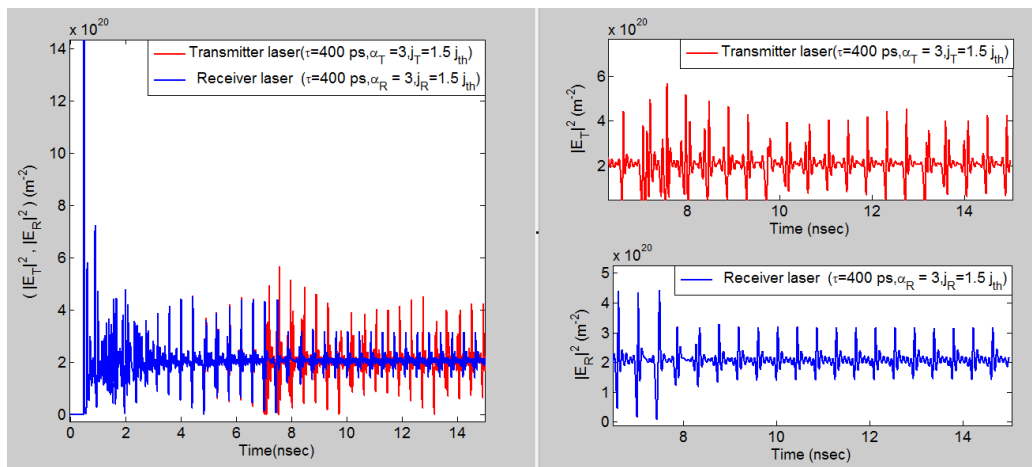 x 10^20
14
12
10
8
6
4
2
0
0 2 4 6 8 10 12 14
( |E_T|^2 , |E_R|^2 ) (m^-2)
Time(nsec)
Transmitter laser(τ=400 ps,α_T =3,j_T=1.5 j_th)
Receiver laser (τ=400 ps,α_R = 3,j_R=1.5 j_th)
x 10^20
Transmitter laser(τ=400 ps,α_T = 3,j_T=1.5 j_th)
6
4
2
|E_T|^2 (m^-2)
8 10 12 14
Time (nsec)
x 10^20
Receiver laser (τ=400 ps,α_R = 3,j_R=1.5 j_th)
5
4
3
2
1
0
|E_R|^2 (m^-2)
8 10 12 14
Time (nsec)